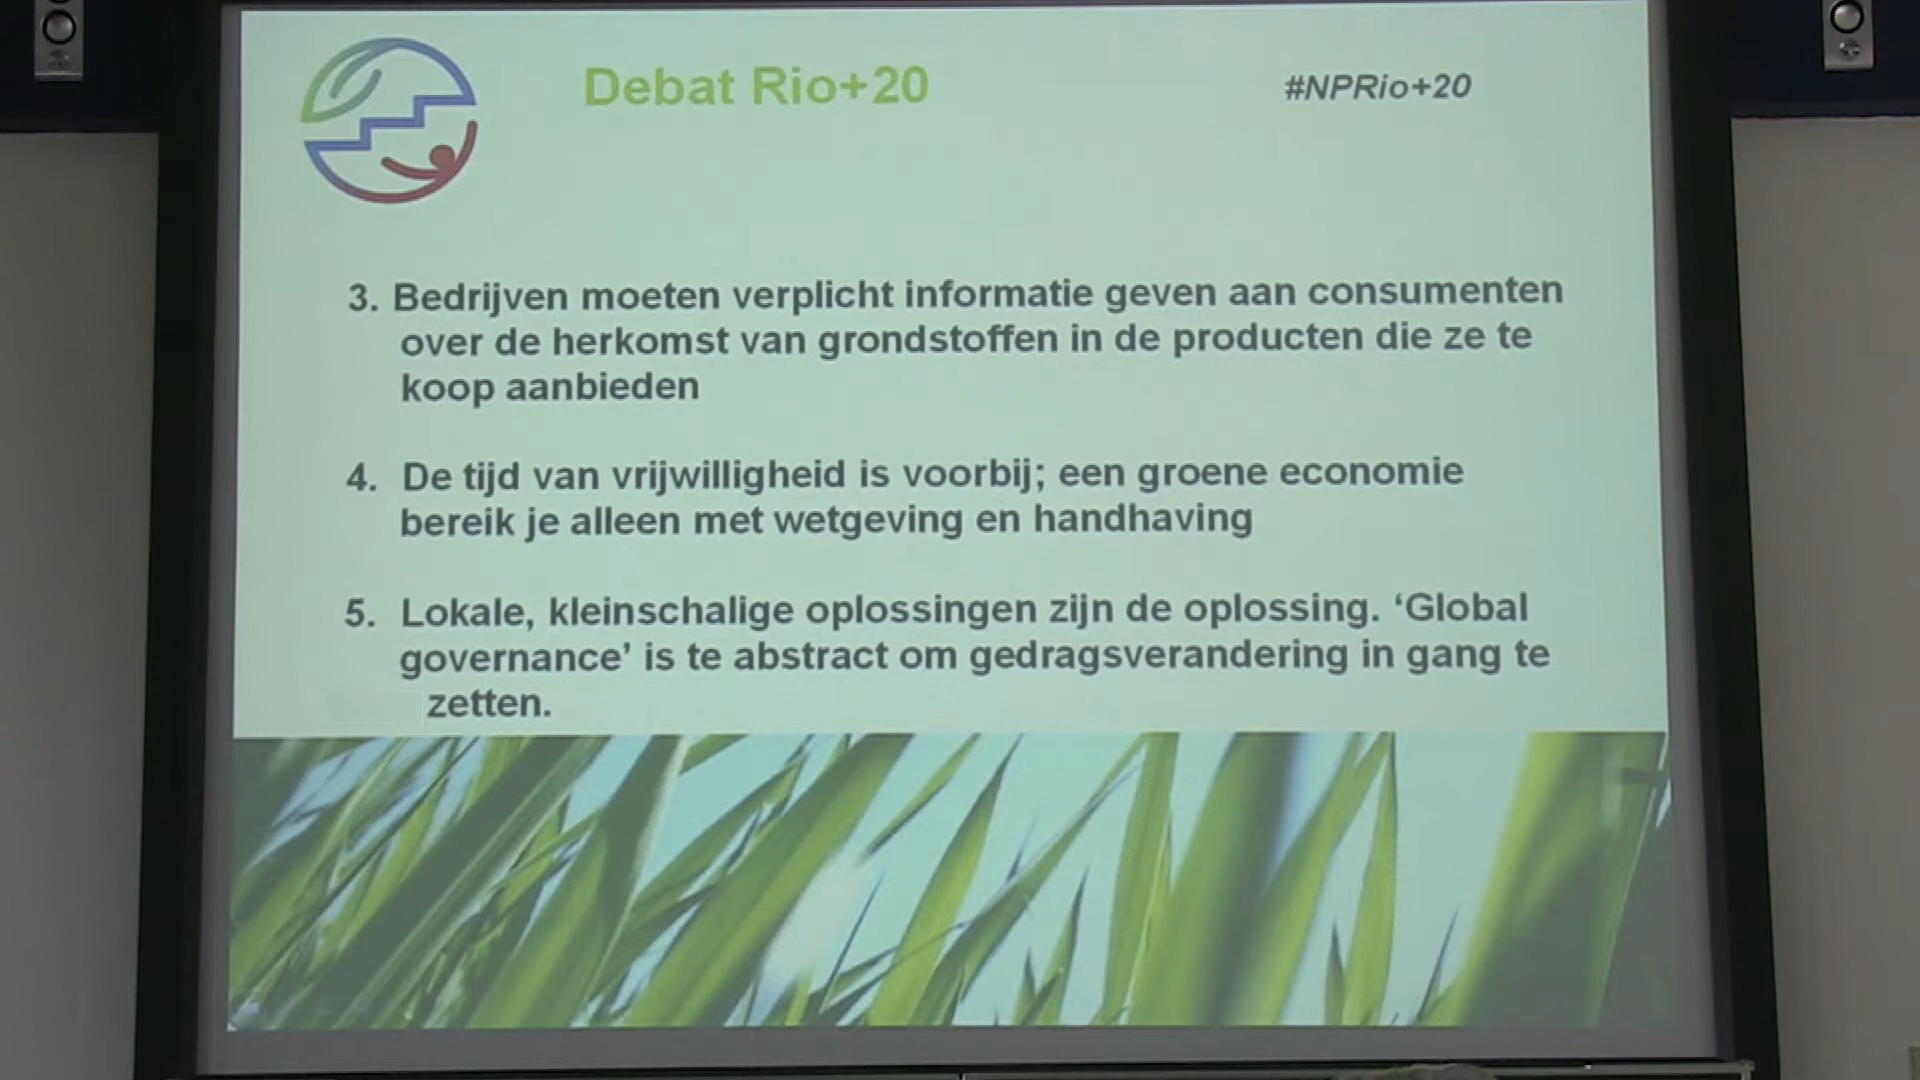 Debat Rio+20
#NPRio+20
3. Bedrijven moeten verplicht informatie geven aan consumenten
over de herkomst van grondstoffen in de producten die ze te
koop aanbieden
4. De tijd van vrijwilligheid is voorbij; een groene economie
bereik je alleen met wetgeving en handhaving
5. Lokale, kleinschalige oplossingen zijn de oplossing. ‘Global
governance’ is te abstract om gedragsverandering in gang te
zetten.